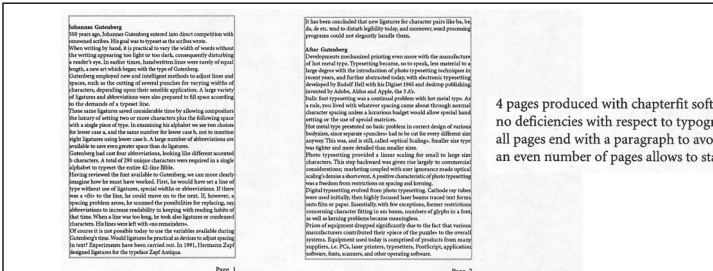 Johannes Gutenberg
500 years ago, Johannes Gutenberg entered into direct competition with
renowned scribes. His goal was to typeset as the scribes wrote.
When writing by hand, it is practical to vary the width of words without
the writing appearing too light or too dark, consequently disturbing
a reader's eye. In earlier times, handwritten lines were rarely of equal
length, a new art which began with the type of Gutenberg.
Gutenberg employed new and intelligent methods to adjust lines and
spaces, such as the cutting of several punches for varying widths of
characters, depending upon their sensible application. A large variety
of ligatures and abbreviations were also prepared to fill space according
to the demands of a typeset line.
These same ligatures saved considerable time by allowing compositors
the luxury of setting two or more characters plus the following space
with a single piece of type. In examining his alphabet we see two choices
for lower case a, and the same number for lower case b, not to mention
eight ligatures using lower case b. A large number of abbreviations are
available to save even greater space than do ligatures.
Gutenberg had cast four abbreviations, looking like different accented
b characters. A total of 290 unique characters were required in a single
alphabet to typeset the entire 42-line Bible.
Having reviewed the font available to Gutenberg, we can more clearly
imagine how he must have worked. First, he would have set a line of
type without use of ligatures, special widths or abbreviations. If there
was a «fit» to the line, he could move on to the next. If, however, a
spacing problem arose, he scanned the possibilities for replacing, say,
abbreviations to increase readability in keeping with reading habits of
that time. When a line was too long, he took also ligatures or condensed
characters. His lines were left with «no remainders».
Of course it is not possible today to use the variables available during
Gutenberg's time. Would ligatures be practical as devices to adjust spacing
in text? Experiments have been carried out. In 1991, Hermann Zapf
designed ligatures for the typeface Zapf Antiqua.
Page 1
It has been concluded that new ligatures for character pairs like ba, be,
da, de etc. tend to disturb legibility today, and moreover, word processing
programs could not elegantly handle them.
After Gutenberg
Developments mechanized printing even more with the manufacture
of hot metal type. Typesetting became, so to speak, less material to a
large degree with the introduction of photo typesetting techniques in
recent years, and further abstracted today, with electronic typesetting
developed by Rudolf Hell with his Digiset 1965 and desktop publishing
invented by Adobe, Aldus and Apple, the 3 A's.
Italic font typesetting was a continual problem with hot metal type. As
a rule, you lived with whatever spacing came about through normal
character spacing unless a luxurious budget would allow special hand
setting or the use of special matrices.
Hot metal type presented no basic problem in correct design of various
bodysizes, since separate «punches» had to be cut for every different size
anyway. This was, and is still, called «optical Scaling». Smaller size type
was tighter and more detailed than smaller sizes.
Photo typesetting provided a linear scaling for small to large size
characters. This step backward was given rise largely to commercial
considerations; marketing coupled with user ignorance made optical
scaling's demise a short event. A positive characteristic of photo typesetting
was a freedom from restrictions on spacing and kerning.
Digital typesetting evolved from photo typesetting. Cathode ray tubes
were used initially, then highly focused laser beams traced text forms
onto film or paper. Essentially, with few exceptions, former restrictions
concerning character fitting in em boxes, numbers of glyphs in a font,
as well as kerning problems became meaningless.
Prices of equipment dropped significantly due to the fact that various
manufacturers contributed their «piece of the puzzle» to the overall
systems. Equipment used today is comprised of products from many
suppliers, i.e. PCs, laser printers, typesetters, PostScript, application
software, fonts, scanners, and other operating software.
Page 2
4 pages produced with chapterfit soft
no deficiencies with respect to typogr
all pages end with a paragraph to avo
an even number of pages allows to sta